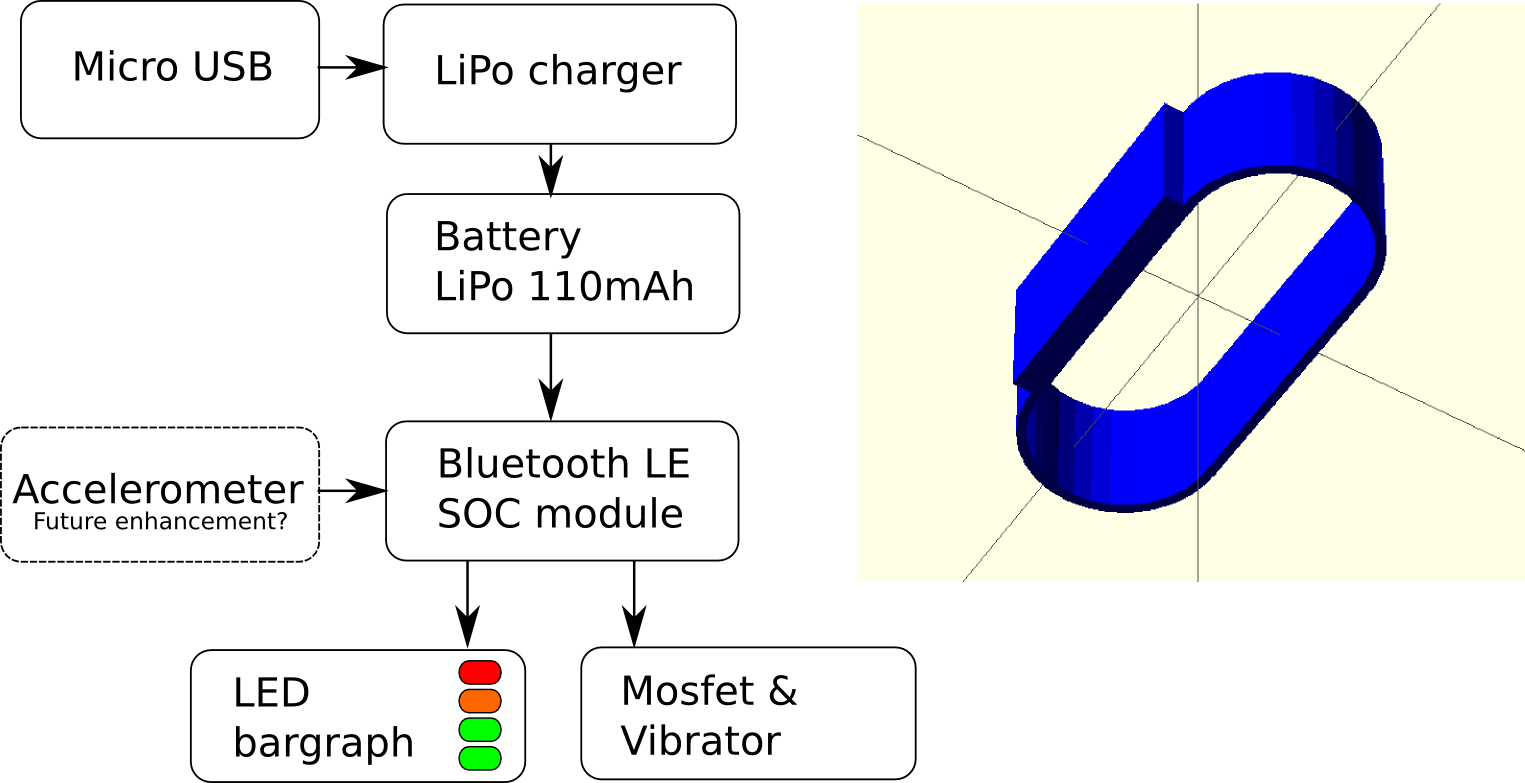 Micro USB
LiPo charger
Battery
LiPo 110mAh
Accelerometer
Future enhancement?
Bluetooth LE
SOC module
LED
bargraph
Mosfet &
Vibrator